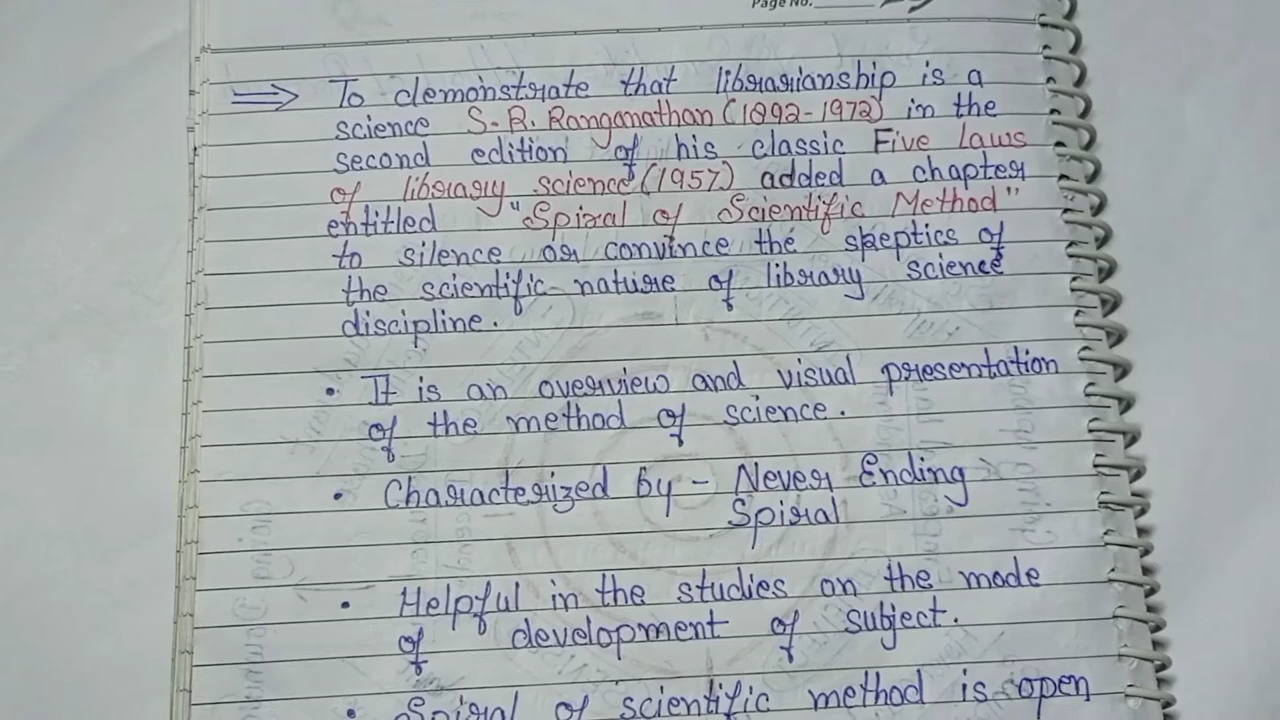 Page No.
⇒ To demonstrate that librarianship is a
science S. R. Ranganathan (1892-1972) in the
second edition of his classic Five Laws
of library science (1957) added a chapter
entitled "Spiral of Scientific Method"
to silence or convince the skeptics of
the scientific nature of library science
discipline.
• It is an overview and visual presentation
of the method of science.
• Characterized by - Never Ending
Spiral
• Helpful in the studies on the mode
of development of subject.
• Spiral of scientific method is open